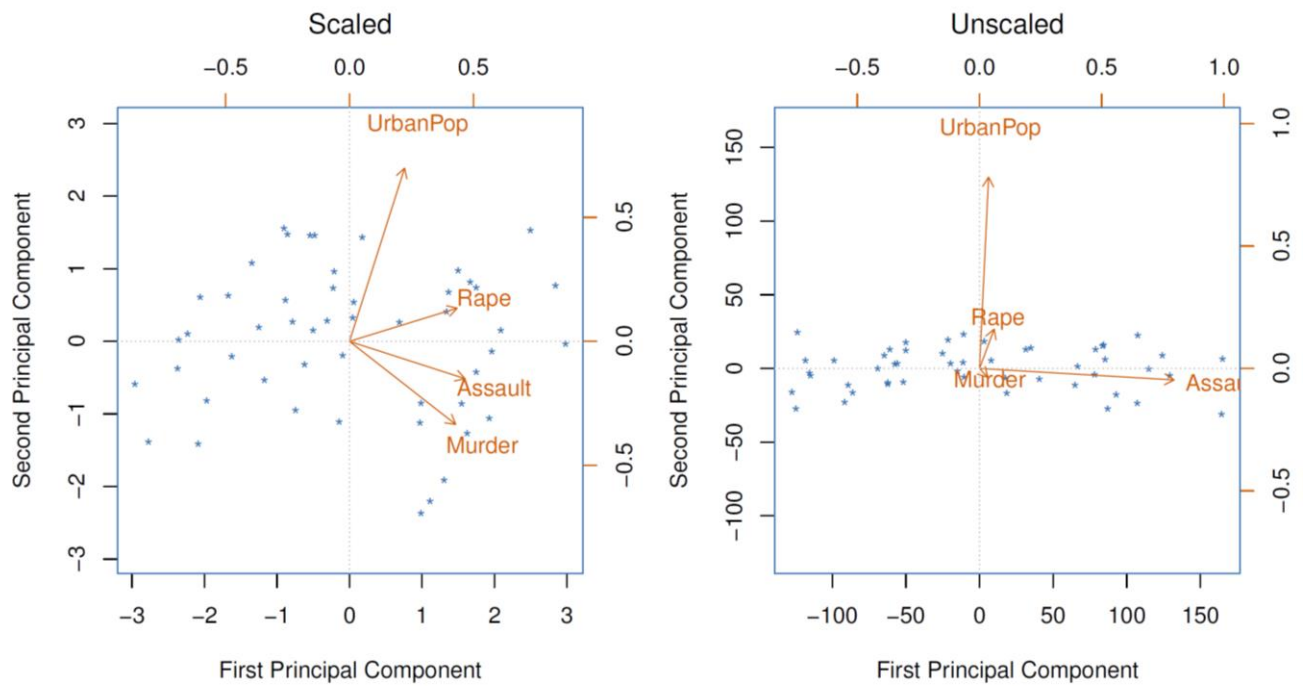 Scaled
−0.5 0.0 0.5
UrbanPop
Rape
Assault
Murder
3
2
1
0
−1
−2
−3
Second Principal Component
0.5
0.0
−0.5
−3 −2 −1 0 1 2 3
First Principal Component
Unscaled
−0.5 0.0 0.5 1.0
UrbanPop
Rape
Murder
Assau
150
100
50
0
−50
−100
Second Principal Component
1.0
0.5
0.0
−0.5
−100 −50 0 50 100 150
First Principal Component